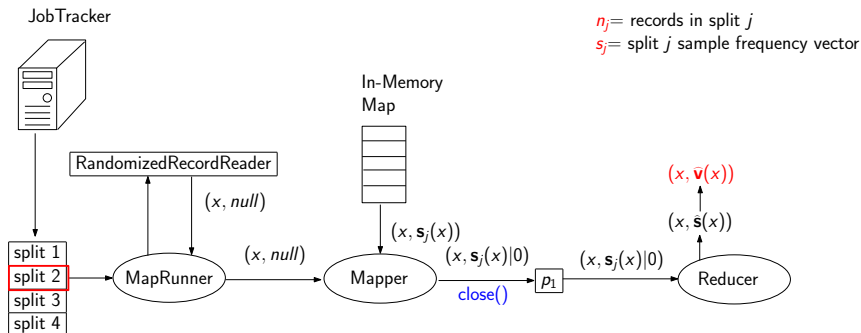 JobTracker
n_j= records in split j
s_j= split j sample frequency vector
In-Memory
Map
RandomizedRecordReader
(x, null)
(x, v̂(x))
(x, s_j(x))
(x, ŝ(x))
split 1
split 2
split 3
split 4
MapRunner
(x, null)
Mapper
(x, s_j(x)|0)
close()
p_1
(x, s_j(x)|0)
Reducer